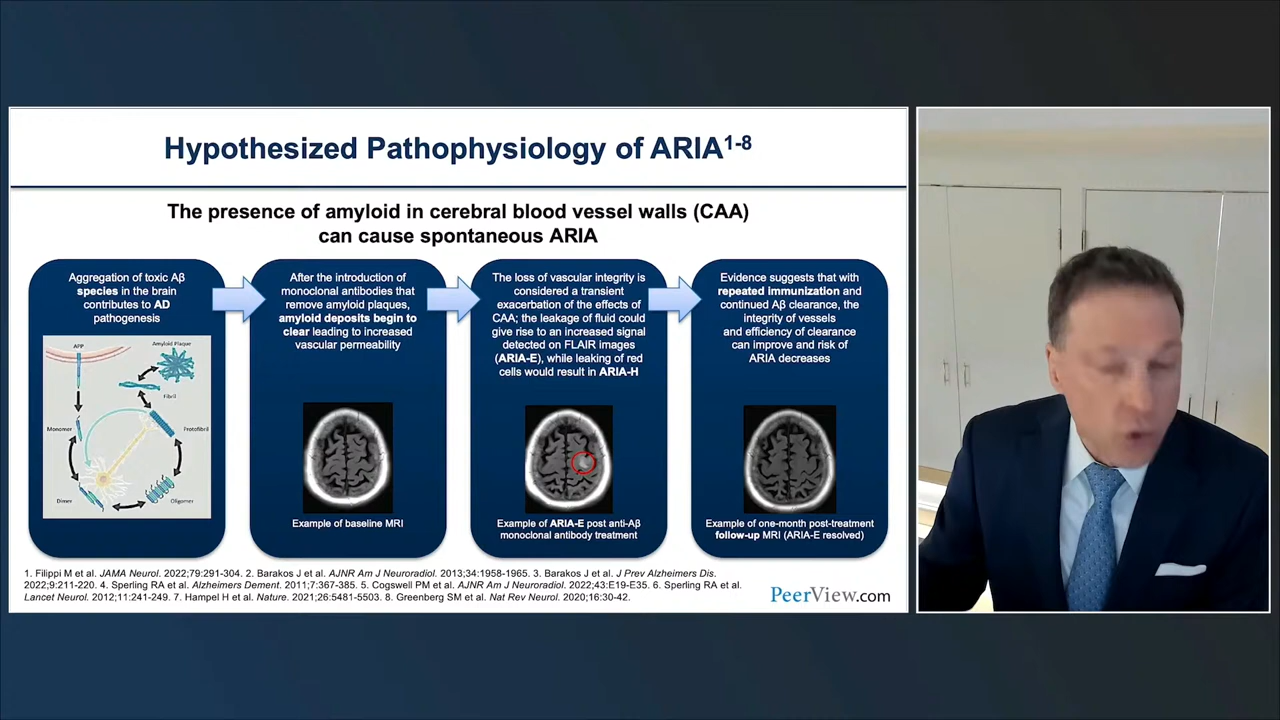 Hypothesized Pathophysiology of ARIA1-8
The presence of amyloid in cerebral blood vessel walls (CAA)
can cause spontaneous ARIA
Aggregation of toxic Aβ
species in the brain
contributes to AD
pathogenesis
APP
Amyloid Plaque
Fibril
Monomer
Protofibril
Dimer
Oligomer
After the introduction of
monoclonal antibodies that
remove amyloid plaques,
amyloid deposits begin to
clear leading to increased
vascular permeability
Example of baseline MRI
The loss of vascular integrity is
considered a transient
exacerbation of the effects of
CAA; the leakage of fluid could
give rise to an increased signal
detected on FLAIR images
(ARIA-E), while leaking of red
cells would result in ARIA-H
Example of ARIA-E post anti-Aβ
monoclonal antibody treatment
Evidence suggests that with
repeated immunization and
continued Aβ clearance, the
integrity of vessels
and efficiency of clearance
can improve and risk of
ARIA decreases
Example of one-month post-treatment
follow-up MRI (ARIA-E resolved)
1. Filippi M et al. JAMA Neurol. 2022;79:291-304. 2. Barakos J et al. AJNR Am J Neuroradiol. 2013;34:1958-1965. 3. Barakos J et al. J Prev Alzheimers Dis.
2022;9:211-220. 4. Sperling RA et al. Alzheimers Dement. 2011;7:367-385. 5. Cogswell PM et al. AJNR Am J Neuroradiol. 2022;43:E19-E35. 6. Sperling RA et al.
Lancet Neurol. 2012;11:241-249. 7. Hampel H et al. Nature. 2021;26:5481-5503. 8. Greenberg SM et al. Nat Rev Neurol. 2020;16:30-42.
PeerView.com